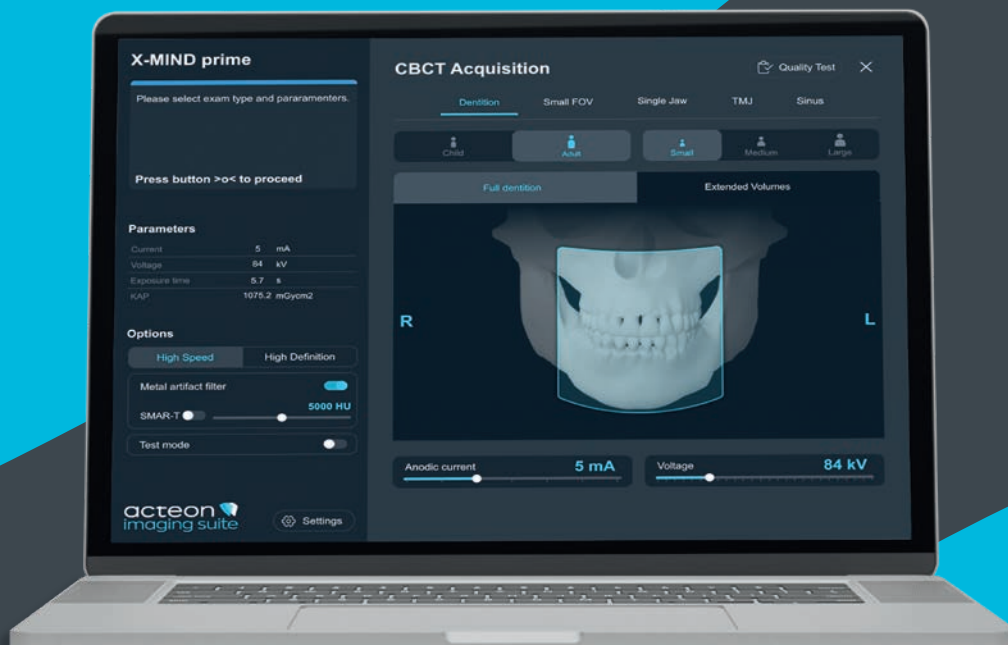 X-MIND prime
Please select exam type and pararamenters.
Press button >o< to proceed
Parameters
Current 5 mA
Voltage 84 kV
Exposure time 5.7 s
KAP 1075.2 mGycm2
Options
High Speed High Definition
Metal artifact filter
5000 HU
SMAR-T
Test mode
acteon
imaging suite
Settings
CBCT Acquisition
Quality Test
Dentition Small FOV Single Jaw TMJ Sinus
Child Adult Small Medium Large
Full dentition Extended Volumes
R L
Anodic current 5 mA Voltage 84 kV